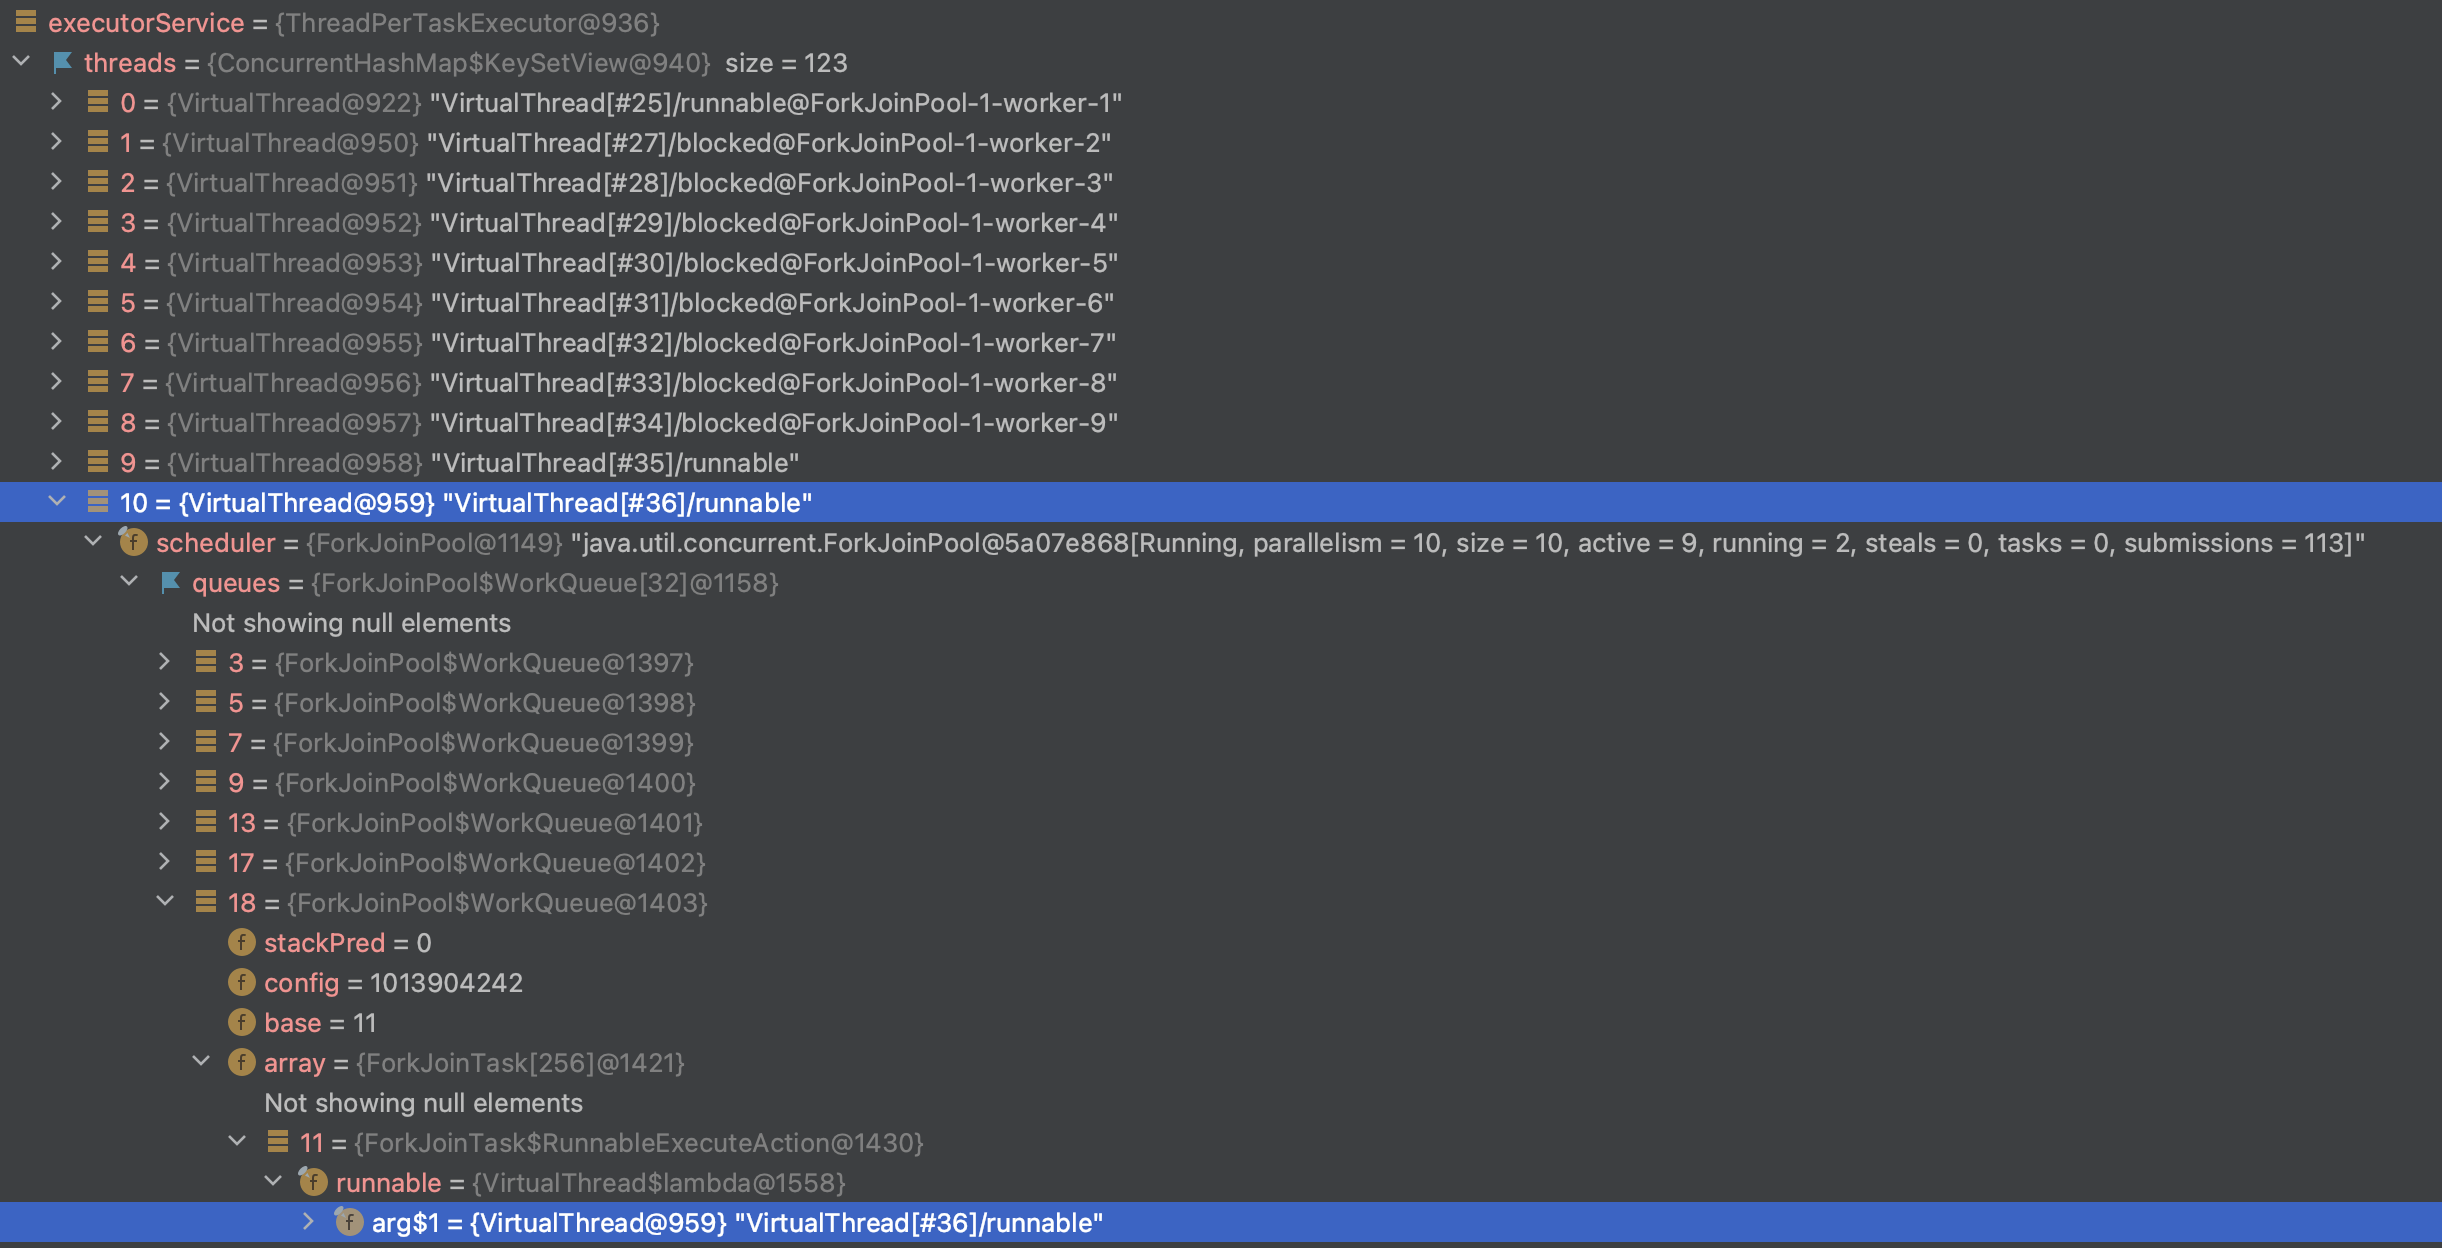 executorService = {ThreadPerTaskExecutor@936}
threads = {ConcurrentHashMap$KeySetView@940} size = 123
0 = {VirtualThread@922} "VirtualThread[#25]/runnable@ForkJoinPool-1-worker-1"
1 = {VirtualThread@950} "VirtualThread[#27]/blocked@ForkJoinPool-1-worker-2"
2 = {VirtualThread@951} "VirtualThread[#28]/blocked@ForkJoinPool-1-worker-3"
3 = {VirtualThread@952} "VirtualThread[#29]/blocked@ForkJoinPool-1-worker-4"
4 = {VirtualThread@953} "VirtualThread[#30]/blocked@ForkJoinPool-1-worker-5"
5 = {VirtualThread@954} "VirtualThread[#31]/blocked@ForkJoinPool-1-worker-6"
6 = {VirtualThread@955} "VirtualThread[#32]/blocked@ForkJoinPool-1-worker-7"
7 = {VirtualThread@956} "VirtualThread[#33]/blocked@ForkJoinPool-1-worker-8"
8 = {VirtualThread@957} "VirtualThread[#34]/blocked@ForkJoinPool-1-worker-9"
9 = {VirtualThread@958} "VirtualThread[#35]/runnable"
10 = {VirtualThread@959} "VirtualThread[#36]/runnable"
f scheduler = {ForkJoinPool@1149} "java.util.concurrent.ForkJoinPool@5a07e868[Running, parallelism = 10, size = 10, active = 9, running = 2, steals = 0, tasks = 0, submissions = 113]"
queues = {ForkJoinPool$WorkQueue[32]@1158}
Not showing null elements
3 = {ForkJoinPool$WorkQueue@1397}
5 = {ForkJoinPool$WorkQueue@1398}
7 = {ForkJoinPool$WorkQueue@1399}
9 = {ForkJoinPool$WorkQueue@1400}
13 = {ForkJoinPool$WorkQueue@1401}
17 = {ForkJoinPool$WorkQueue@1402}
18 = {ForkJoinPool$WorkQueue@1403}
f stackPred = 0
f config = 1013904242
f base = 11
f array = {ForkJoinTask[256]@1421}
Not showing null elements
11 = {ForkJoinTask$RunnableExecuteAction@1430}
f runnable = {VirtualThread$lambda@1558}
f arg$1 = {VirtualThread@959} "VirtualThread[#36]/runnable"